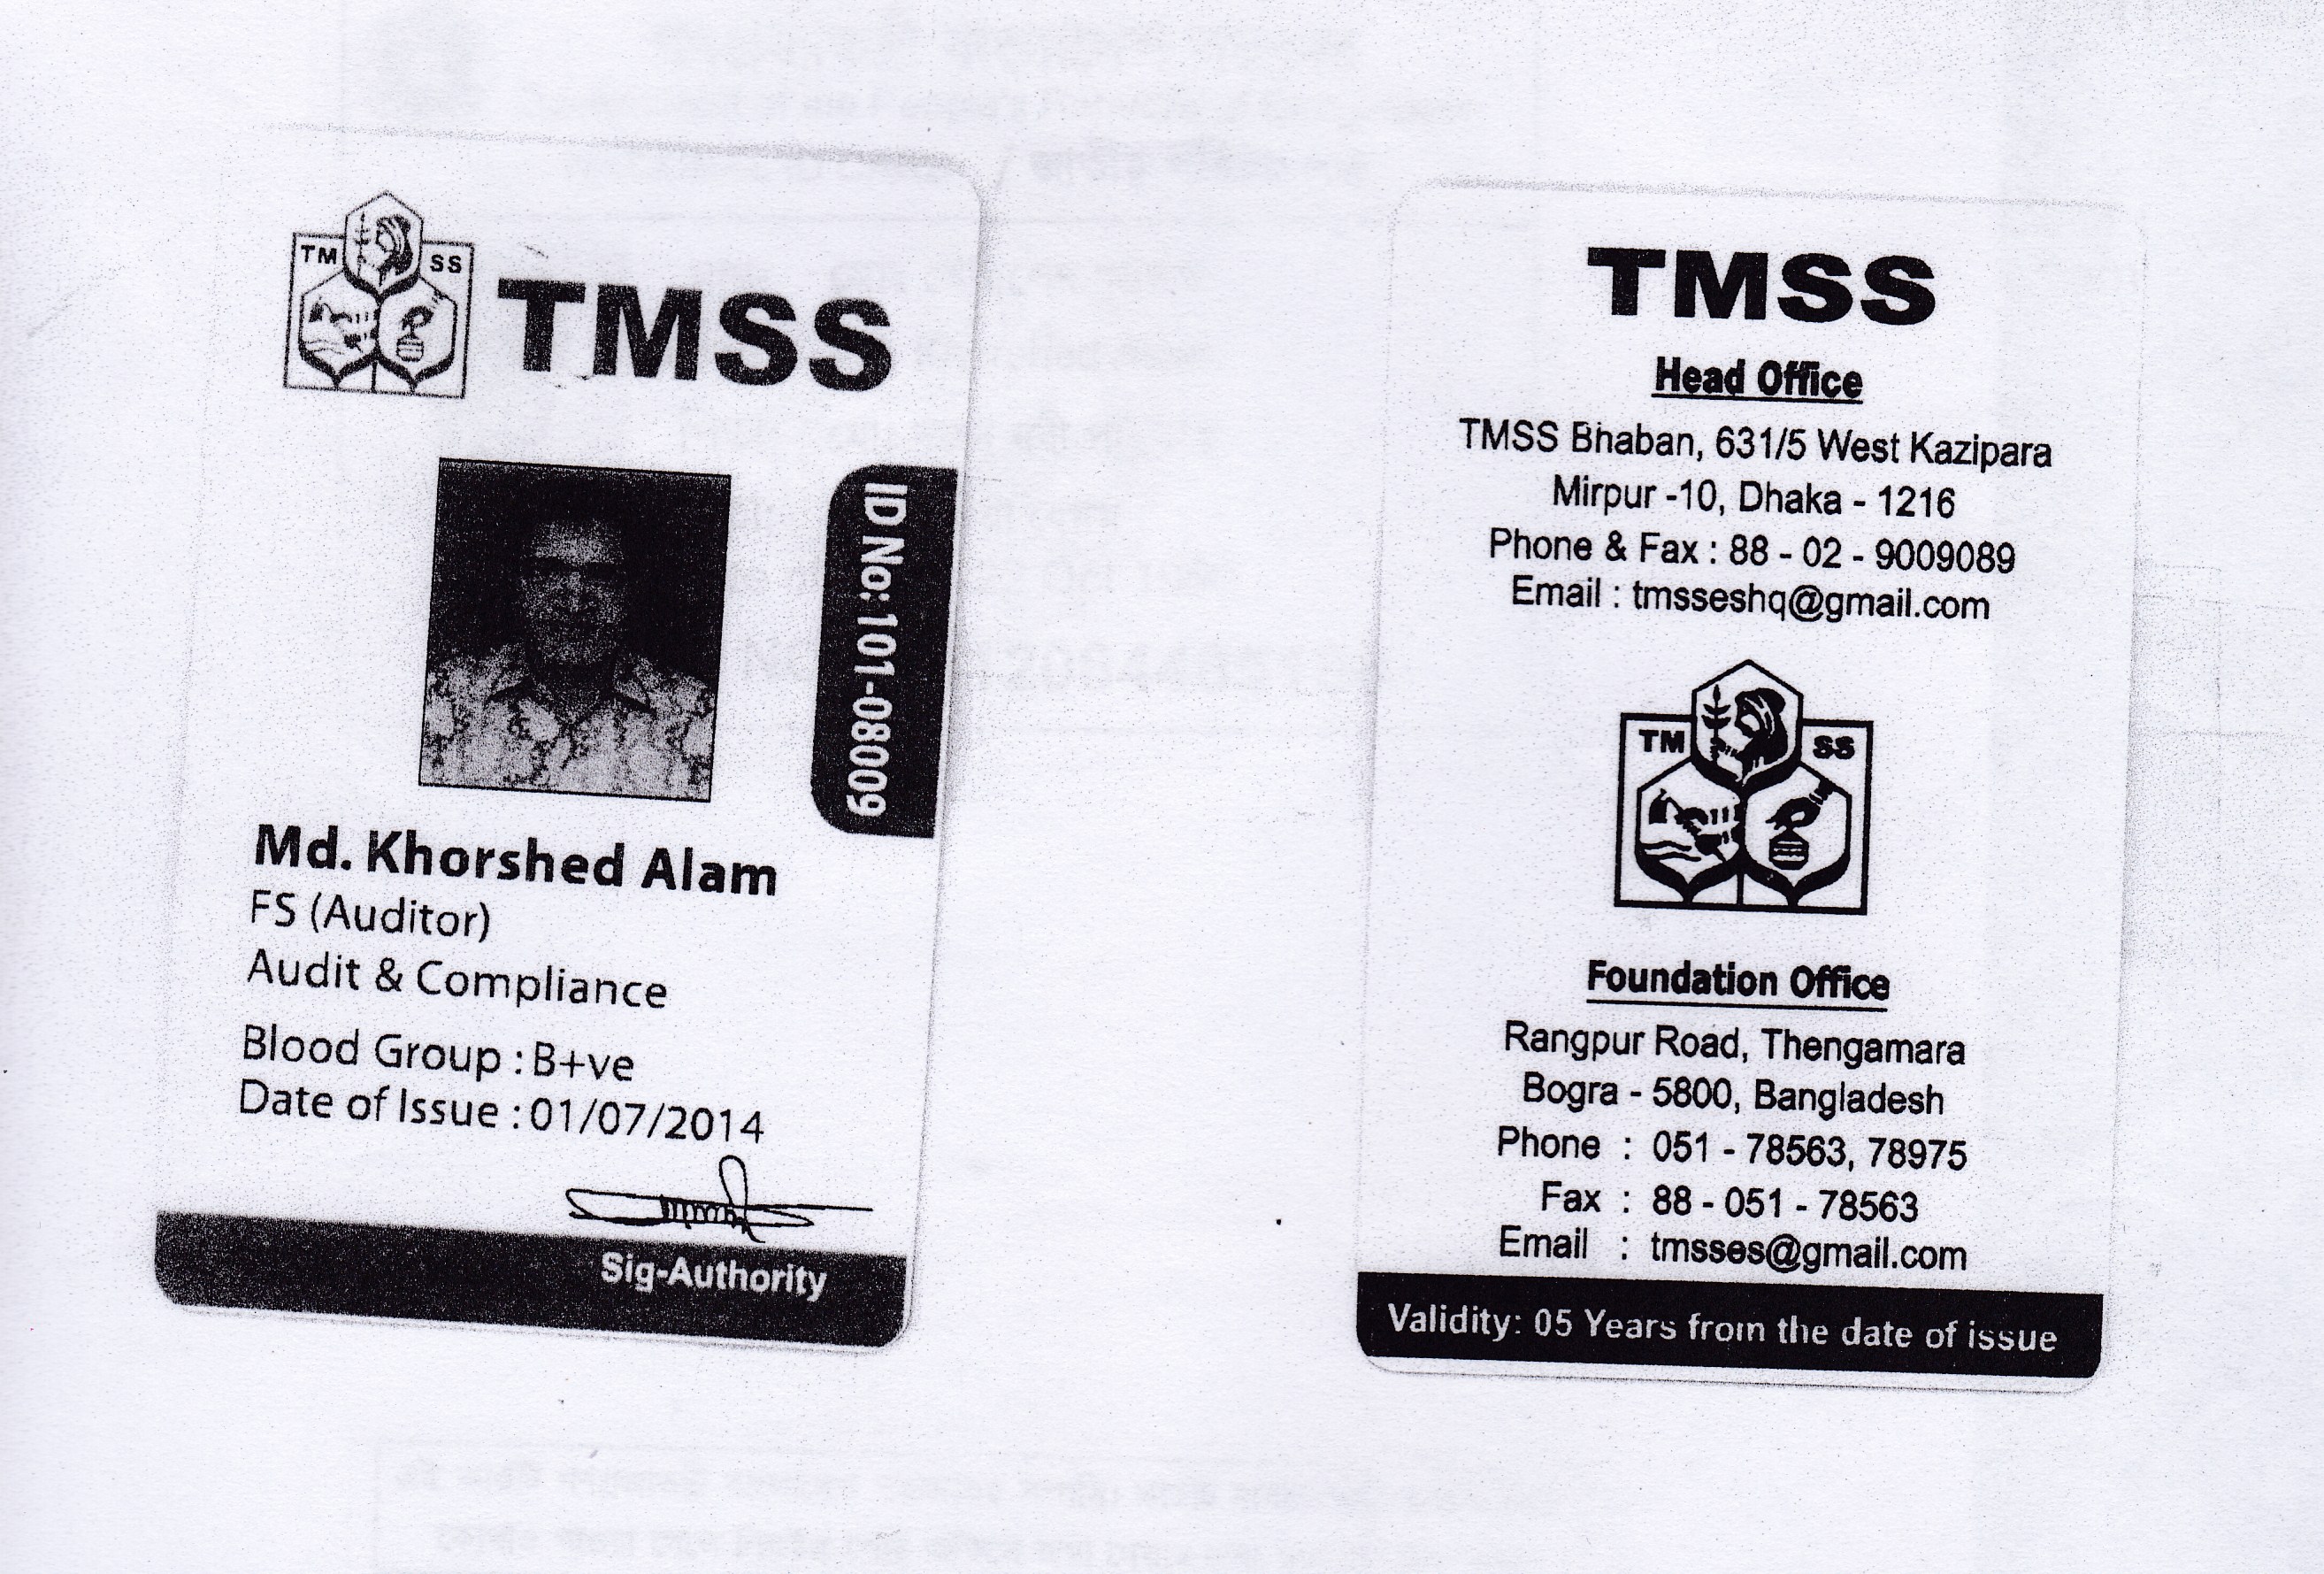 TM SS
TMSS
ID No: 101-08009
Md. Khorshed Alam
FS (Auditor)
Audit & Compliance
Blood Group : B+ve
Date of Issue : 01/07/2014
Sig-Authority
TMSS
Head Office
TMSS Bhaban, 631/5 West Kazipara
Mirpur -10, Dhaka - 1216
Phone & Fax : 88 - 02 - 9009089
Email : tmsseshq@gmail.com
TM SS
Foundation Office
Rangpur Road, Thengamara
Bogra - 5800, Bangladesh
Phone : 051 - 78563, 78975
Fax : 88 - 051 - 78563
Email : tmsses@gmail.com
Validity: 05 Years from the date of issue